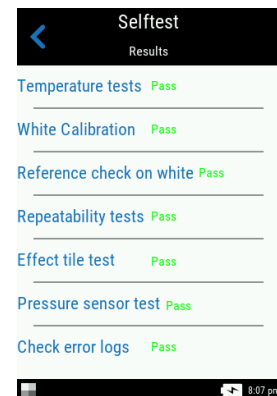 Selftest
Results
Temperature tests Pass
White Calibration Pass
Reference check on white Pass
Repeatability tests Pass
Effect tile test Pass
Pressure sensor test Pass
Check error logs Pass
8:07 pm